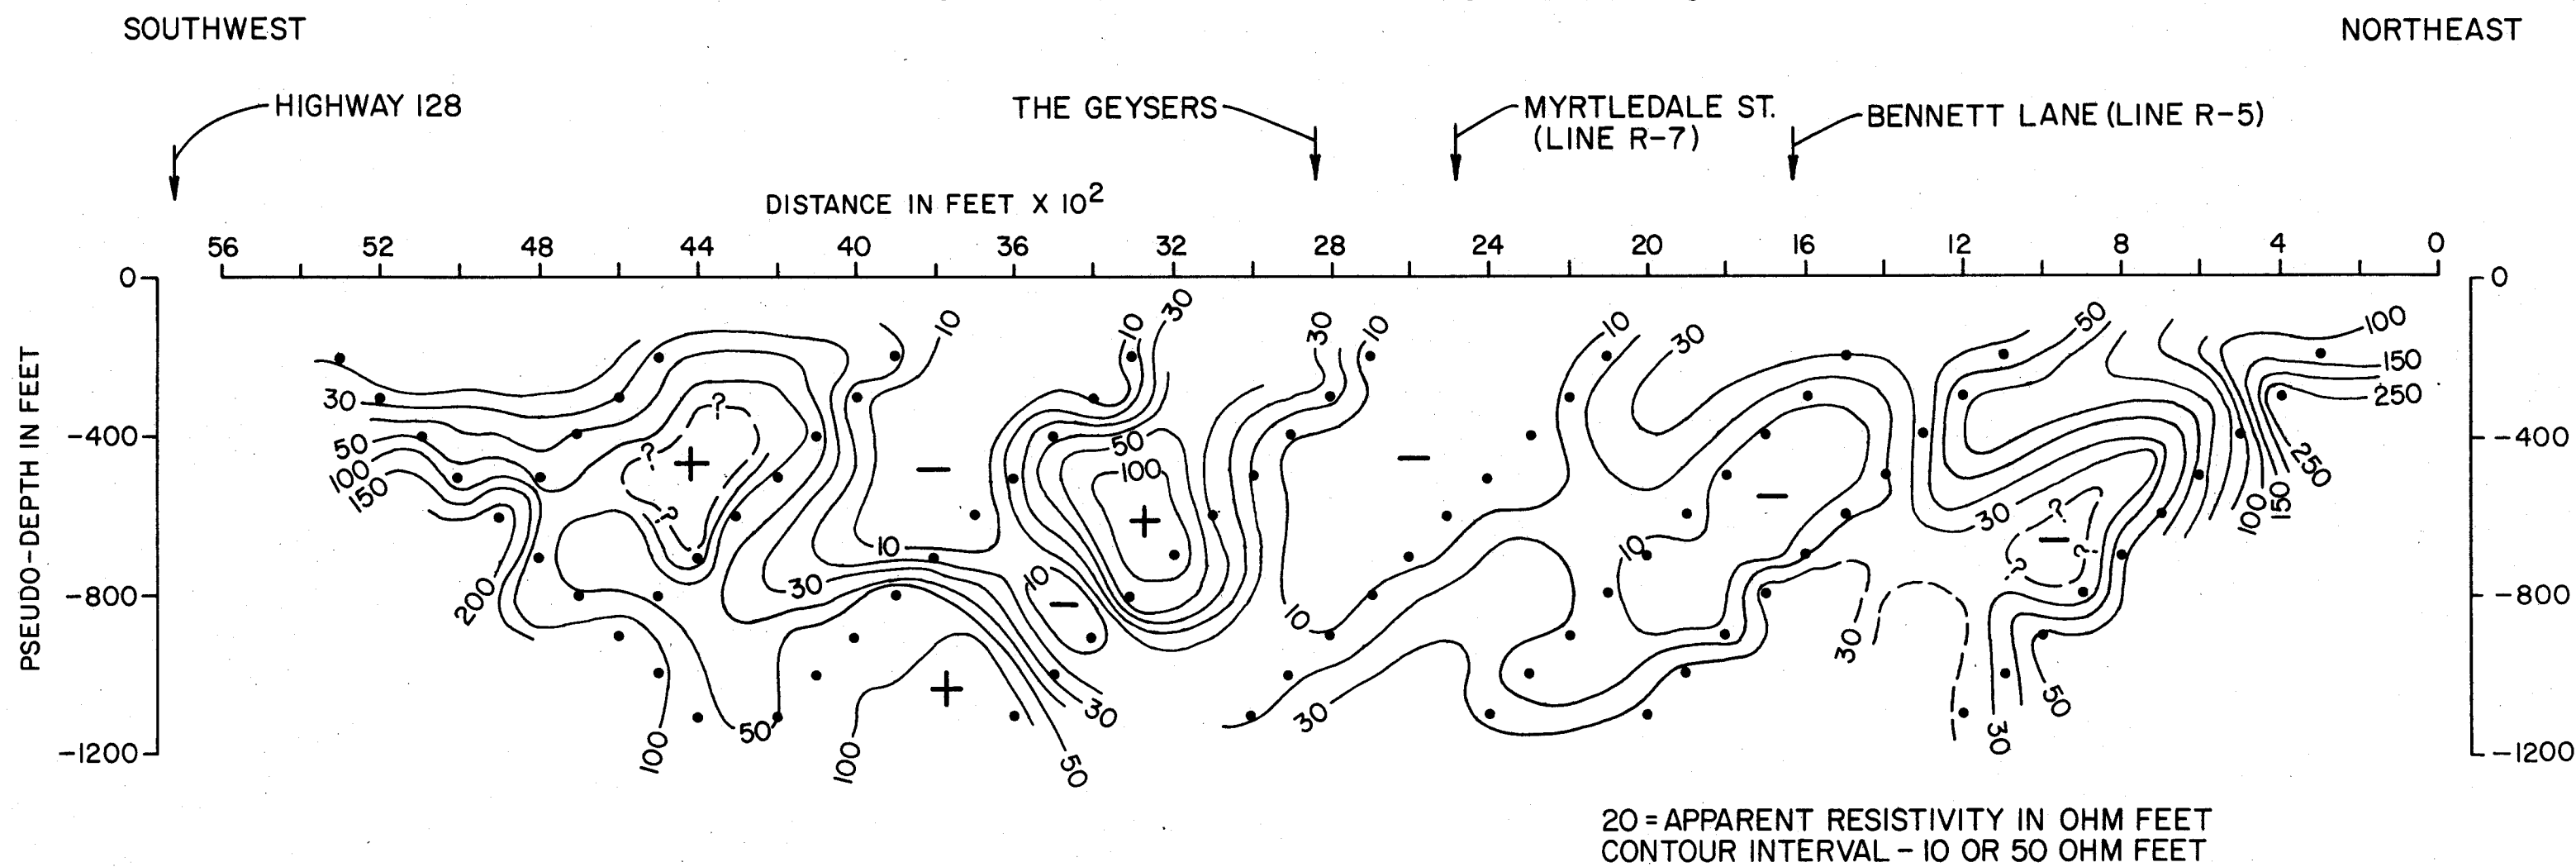 SOUTHWEST
NORTHEAST
HIGHWAY 128
THE GEYSERS
MYRTLEDALE ST.
(LINE R-7)
BENNETT LANE (LINE R-5)
DISTANCE IN FEET X 10²
56 52 48 44 40 36 32 28 24 20 16 12 8 4 0
PSEUDO-DEPTH IN FEET
0
-400
-800
-1200
0
-400
-800
-1200
10 10 30 30 10 10 30 50 100
150
250
30
50
100
150
200
? ? ?
+
-
50
100
+
-
-
-
250
150
100
30
? ? ?
-
10
10
10
10
-
30
30
30
30
30
50
50
50
100
100
+
20 = APPARENT RESISTIVITY IN OHM FEET
CONTOUR INTERVAL - 10 OR 50 OHM FEET